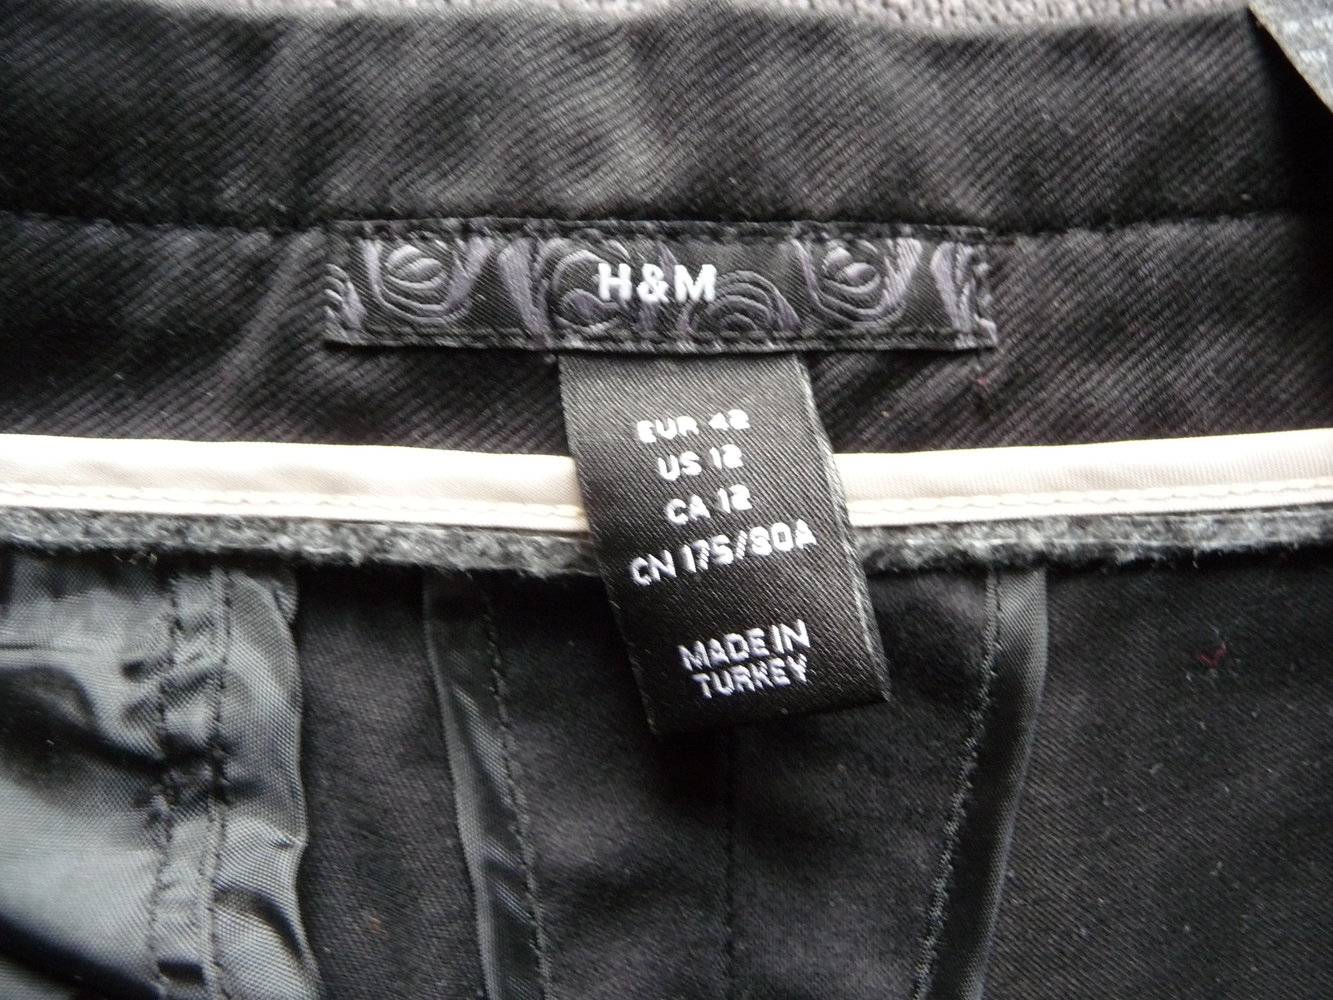 H&M
EUR 42
US 12
CA 12
CN 175/80A
MADE IN
TURKEY